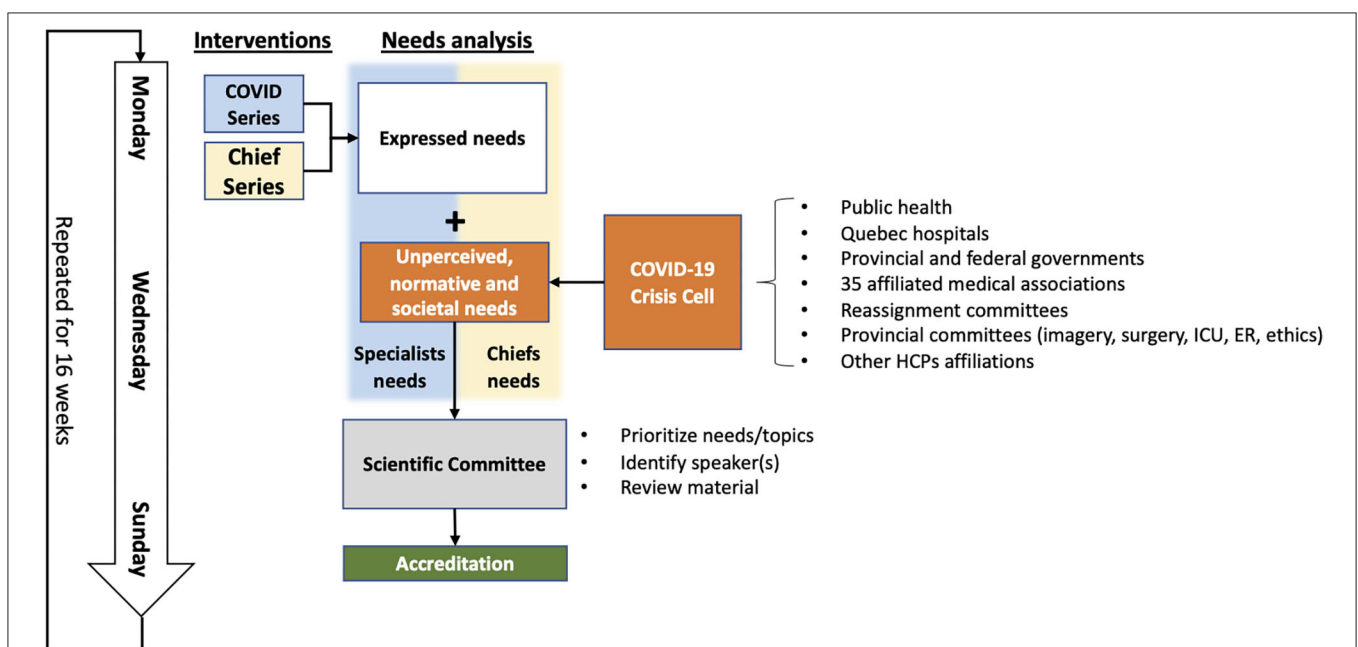 Interventions
Needs analysis
Repeated for 16 weeks
Monday
Wednesday
Sunday
COVID
Series
Chief
Series
Expressed needs
+
Unperceived,
normative and
societal needs
COVID-19
Crisis Cell
• Public health
• Quebec hospitals
• Provincial and federal governments
• 35 affiliated medical associations
• Reassignment committees
• Provincial committees (imagery, surgery, ICU, ER, ethics)
• Other HCPs affiliations
Specialists
needs
Chiefs
needs
Scientific Committee
• Prioritize needs/topics
• Identify speaker(s)
• Review material
Accreditation